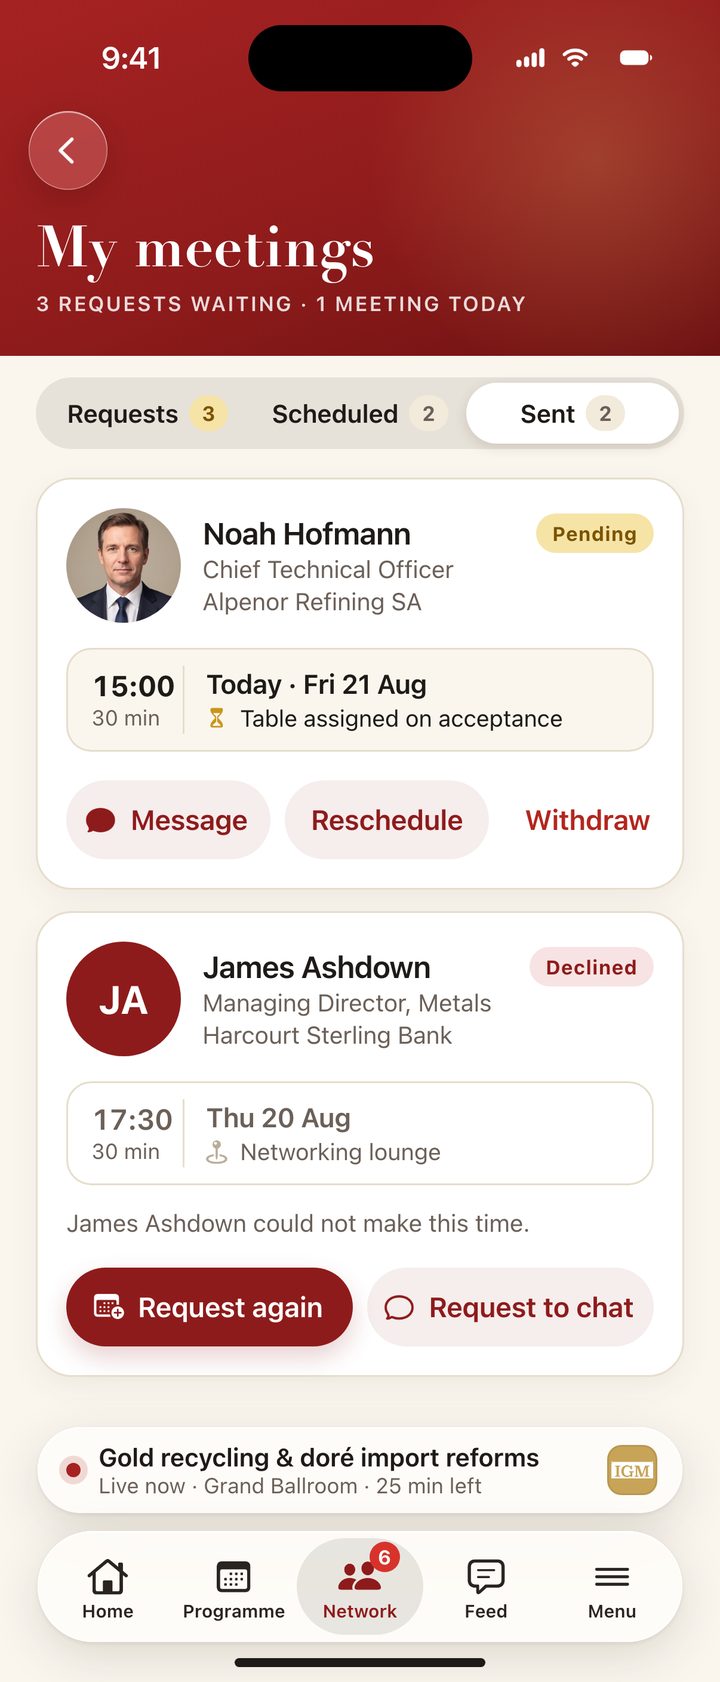 9:41
My meetings
3 REQUESTS WAITING · 1 MEETING TODAY
Requests 3 Scheduled 2 Sent 2
Noah Hofmann
Pending
Chief Technical Officer
Alpenor Refining SA
15:00 Today · Fri 21 Aug
30 min Table assigned on acceptance
Message Reschedule Withdraw
JA
James Ashdown
Declined
Managing Director, Metals
Harcourt Sterling Bank
17:30 Thu 20 Aug
30 min Networking lounge
James Ashdown could not make this time.
Request again Request to chat
Gold recycling & doré import reforms
Live now · Grand Ballroom · 25 min left
IGM
6
Home Programme Network Feed Menu